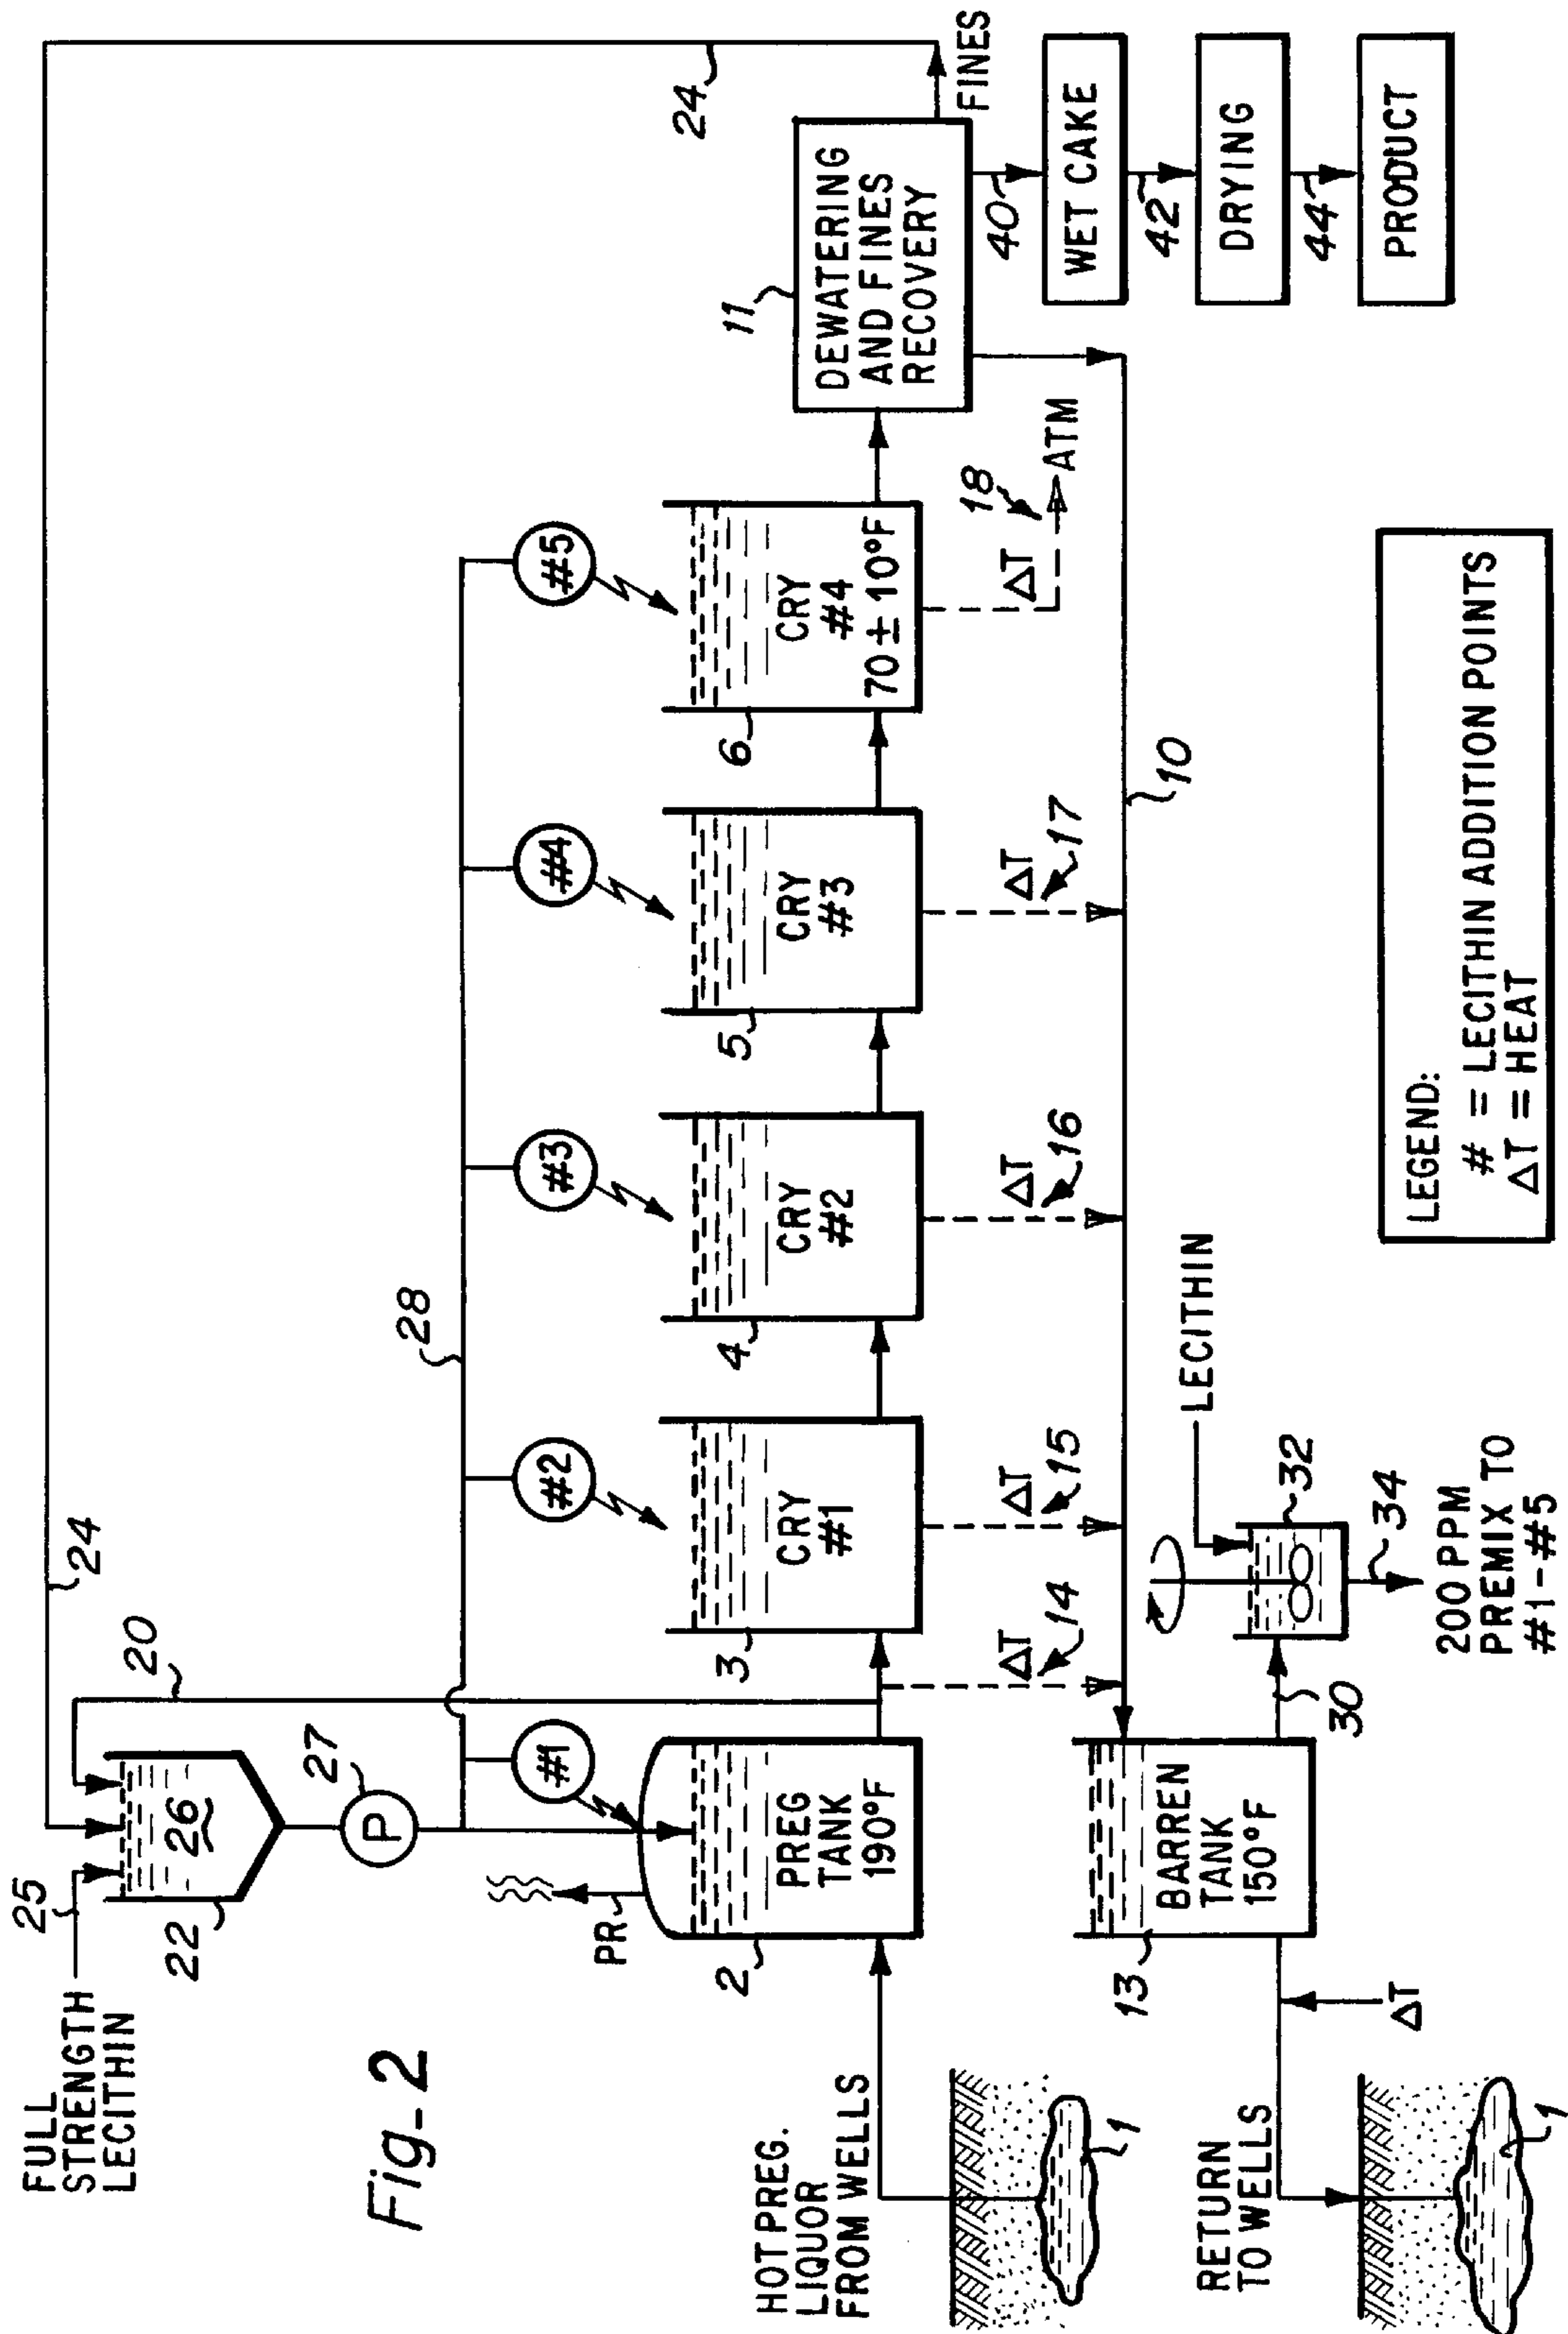 Fig-2
FULL
STRENGTH
LECITHIN
25
22
26
20
24
24
27
P
28
#1
#2
#3
#4
#5
PR
2
PREG
TANK
190°F
3
CRY
#1
4
CRY
#2
5
CRY
#3
6
CRY
#4
70 ± 10°F
11
DEWATERING
AND FINES
RECOVERY
FINES
40
WET CAKE
42
DRYING
44
PRODUCT
HOT PREG.
LIQUOR
FROM WELLS
1
ΔT
14
ΔT
15
ΔT
16
ΔT
17
ΔT
18
ATM
10
13
BARREN
TANK
150°F
30
32
LECITHIN
34
200 PPM
PREMIX TO
#1-#5
ΔT
RETURN
TO WELLS
1
LEGEND:
# = LECITHIN ADDITION POINTS
ΔT = HEAT